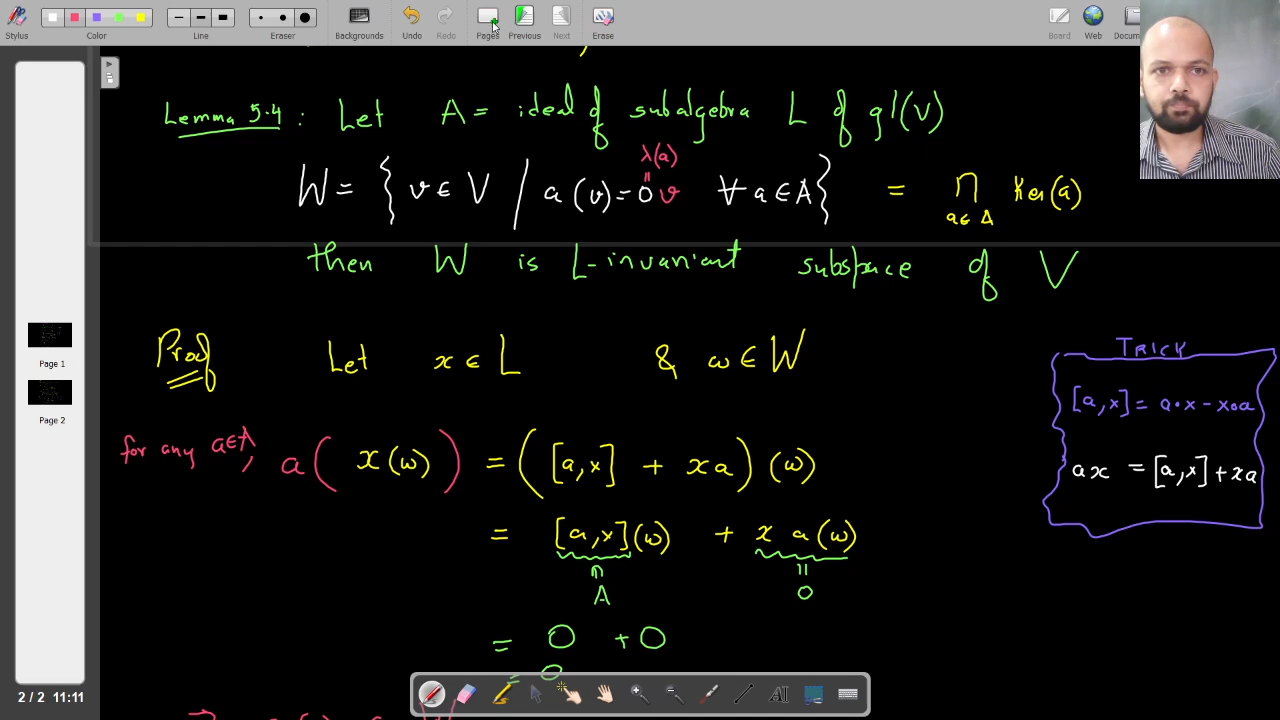 Stylus Color Line Eraser Backgrounds Undo Redo Pages Previous Next Erase Board Web Docum
Lemma 5.4 : Let A = ideal of subalgebra L of gl(V)
λ(a)
W = { v ∈ V / a (v) = 0 v ∀ a ∈ A } = ∩ Ker(a)
a ∈ A
then W is L-invariant subspace of V
Proof Let x ∈ L & w ∈ W
TRICK
[a,x] = a∘x - x∘a
ax = [a,x] + xa
for any a∈A, a( x(w) ) = ( [a,x] + xa ) (w)
= [a,x](w) + x a(w)
A 0
= 0 + 0
= 0
Page 1
Page 2
2 / 2 11:11